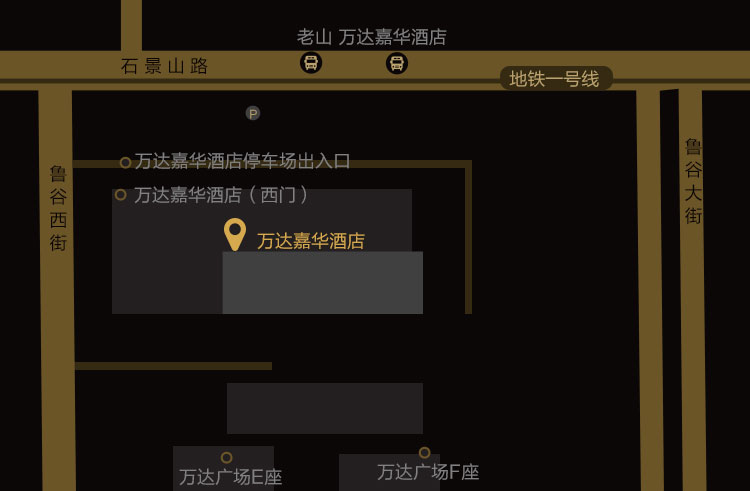 老山 万达嘉华酒店
石景山路
地铁一号线
P
万达嘉华酒店停车场出入口
万达嘉华酒店（西门）
鲁谷西街
鲁谷大街
万达嘉华酒店
万达广场E座
万达广场F座